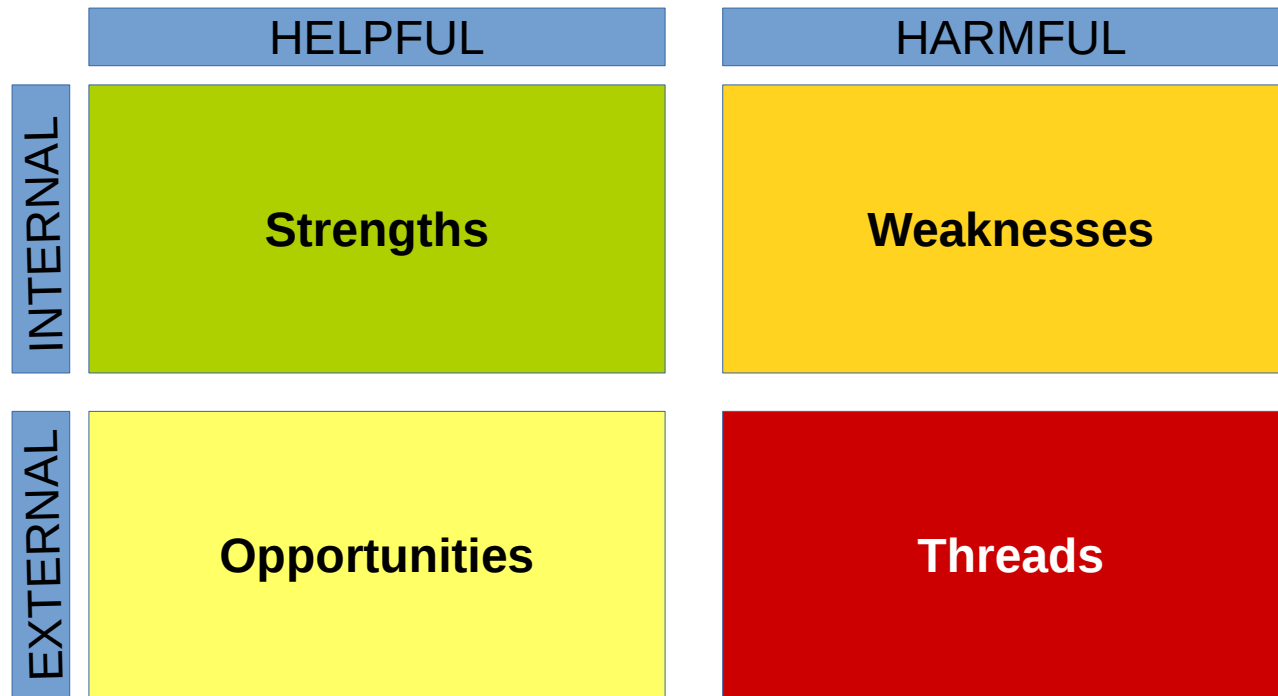 HELPFUL
HARMFUL
INTERNAL
Strengths
Weaknesses
EXTERNAL
Opportunities
Threads